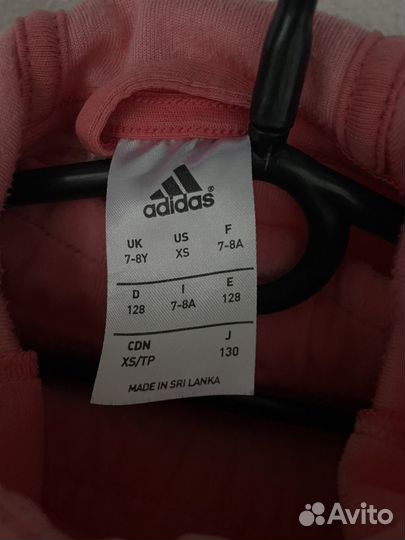 adidas®
UK US F
7-8Y XS 7-8A
D I E
128 7-8A 128
CDN J
XS/TP 130
MADE IN SRI LANKA
Avito